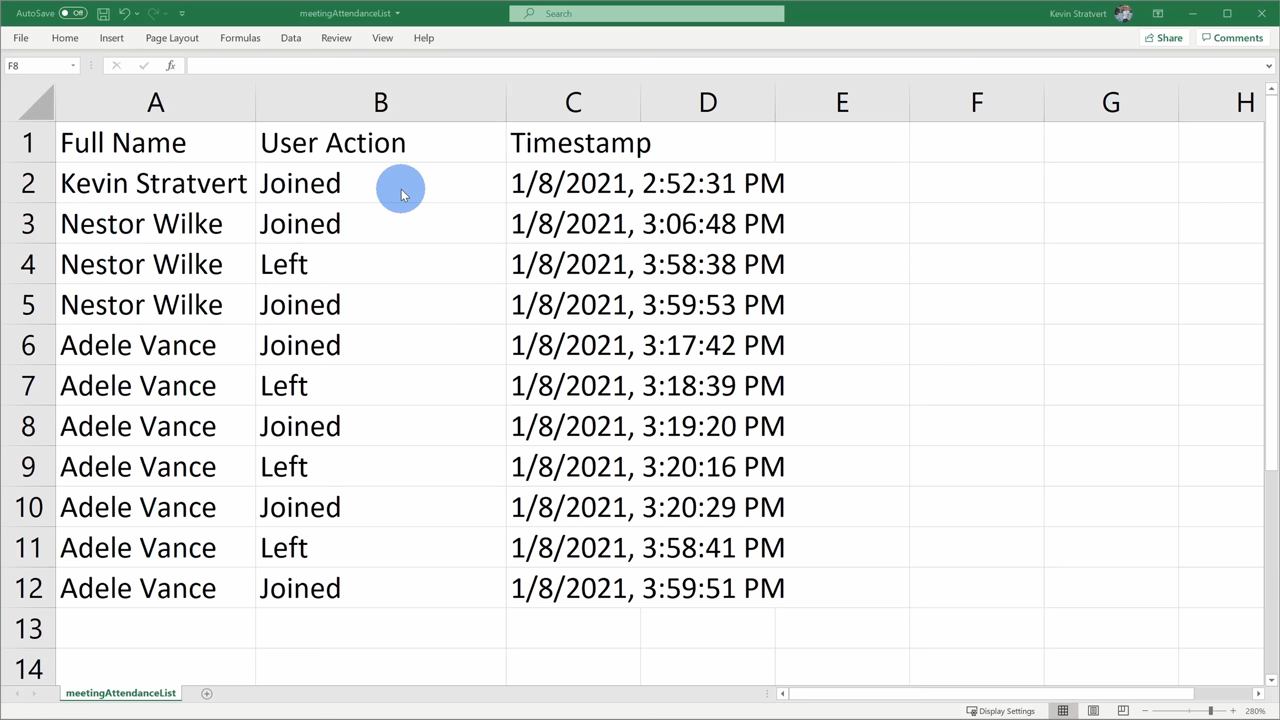 AutoSave Off meetingAttendanceList Search Kevin Stratvert
File Home Insert Page Layout Formulas Data Review View Help Share Comments
F8 fx
A B C D E F G H
1 Full Name User Action Timestamp
2 Kevin Stratvert Joined 1/8/2021, 2:52:31 PM
3 Nestor Wilke Joined 1/8/2021, 3:06:48 PM
4 Nestor Wilke Left 1/8/2021, 3:58:38 PM
5 Nestor Wilke Joined 1/8/2021, 3:59:53 PM
6 Adele Vance Joined 1/8/2021, 3:17:42 PM
7 Adele Vance Left 1/8/2021, 3:18:39 PM
8 Adele Vance Joined 1/8/2021, 3:19:20 PM
9 Adele Vance Left 1/8/2021, 3:20:16 PM
10 Adele Vance Joined 1/8/2021, 3:20:29 PM
11 Adele Vance Left 1/8/2021, 3:58:41 PM
12 Adele Vance Joined 1/8/2021, 3:59:51 PM
13
14
meetingAttendanceList
Display Settings 280%